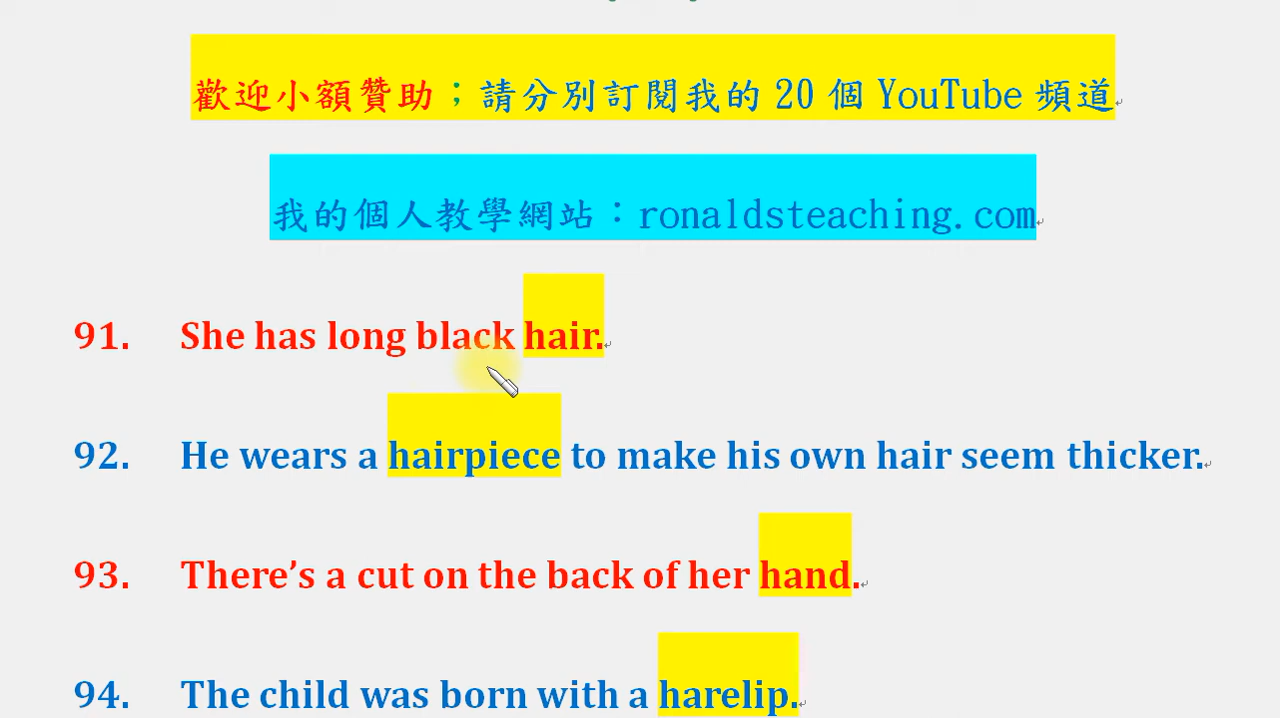 歡迎小額贊助；請分別訂閱我的 20 個 YouTube 頻道
我的個人教學網站：ronaldsteaching.com
91. She has long black hair.
92. He wears a hairpiece to make his own hair seem thicker.
93. There’s a cut on the back of her hand.
94. The child was born with a harelip.